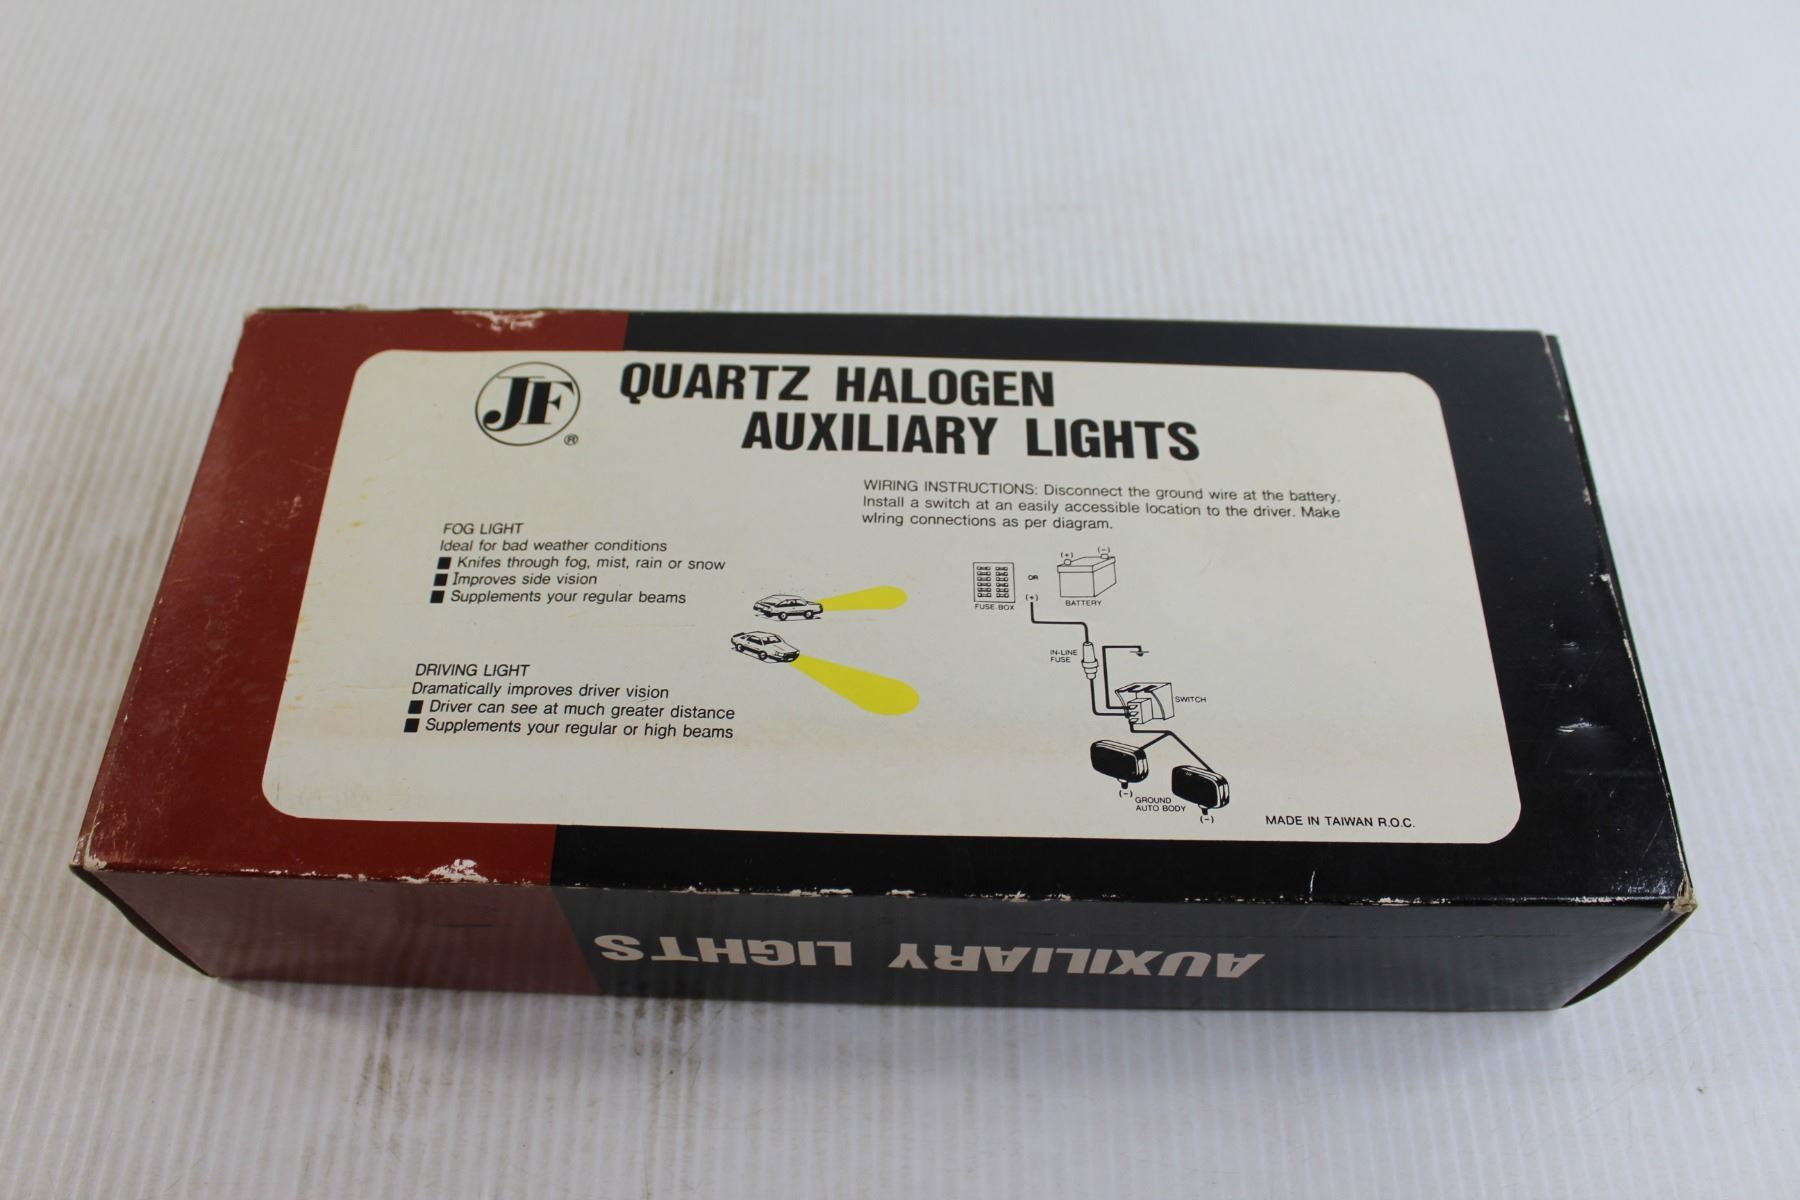 JF
®
QUARTZ HALOGEN
AUXILIARY LIGHTS
WIRING INSTRUCTIONS: Disconnect the ground wire at the battery.
Install a switch at an easily accessible location to the driver. Make
wiring connections as per diagram.
FOG LIGHT
Ideal for bad weather conditions
■ Knifes through fog, mist, rain or snow
■ Improves side vision
■ Supplements your regular beams
DRIVING LIGHT
Dramatically improves driver vision
■ Driver can see at much greater distance
■ Supplements your regular or high beams
(+) (-)
OR
(+)
FUSE BOX
BATTERY
IN-LINE
FUSE
SWITCH
(-) GROUND
AUTO BODY
(-)
MADE IN TAIWAN R.O.C.
AUXILIARY LIGHTS